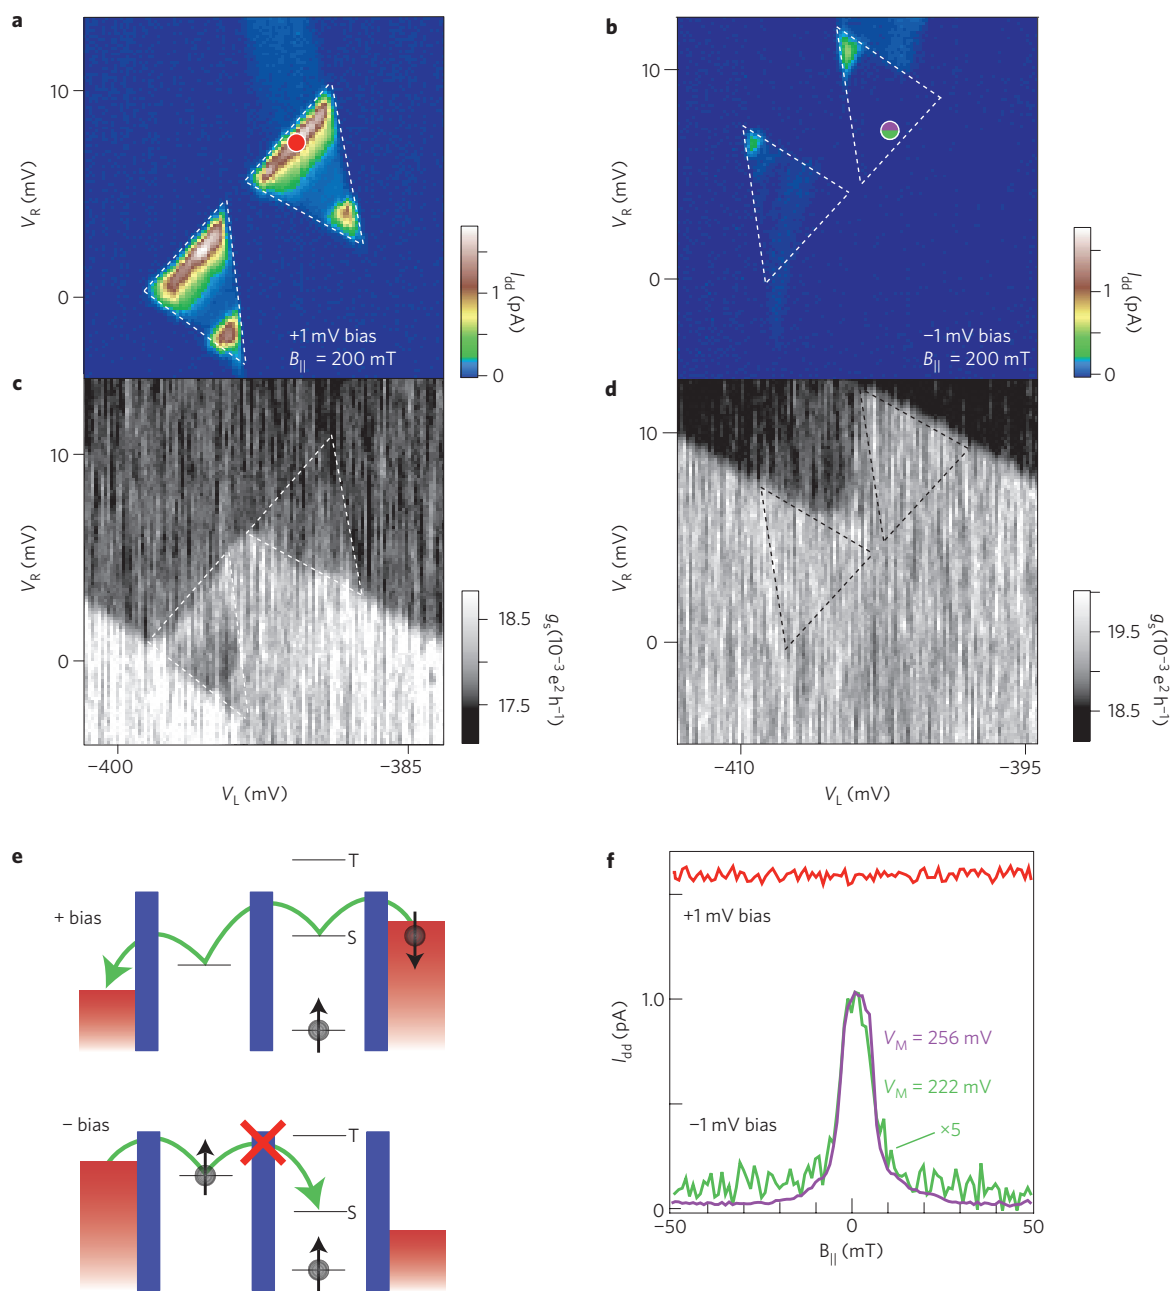 a
10
0
V_R (mV)
+1 mV bias
B_|| = 200 mT
1
0
I_dd (pA)
b
10
0
V_R (mV)
−1 mV bias
B_|| = 200 mT
1
0
I_dd (pA)
c
10
0
V_R (mV)
−400
−385
V_L (mV)
18.5
17.5
g_s (10⁻³ e² h⁻¹)
d
10
0
V_R (mV)
−410
−395
V_L (mV)
19.5
18.5
g_s (10⁻³ e² h⁻¹)
e
+ bias
T
S
− bias
T
S
f
+1 mV bias
1.0
I_dd (pA)
V_M = 256 mV
V_M = 222 mV
−1 mV bias
×5
0
−50
0
50
B_|| (mT)